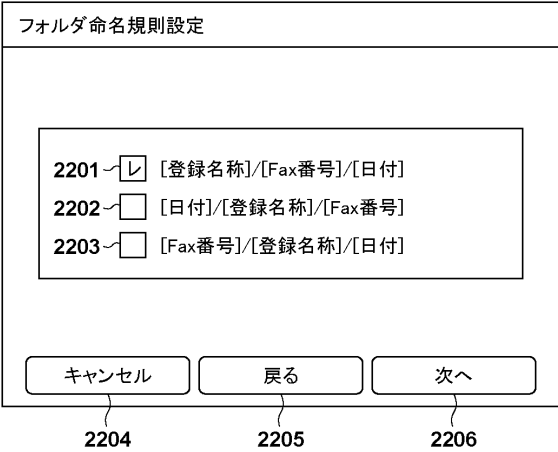 フォルダ命名規則設定
2201 レ [登録名称]/[Fax番号]/[日付]
2202 [日付]/[登録名称]/[Fax番号]
2203 [Fax番号]/[登録名称]/[日付]
キャンセル 戻る 次へ
2204 2205 2206